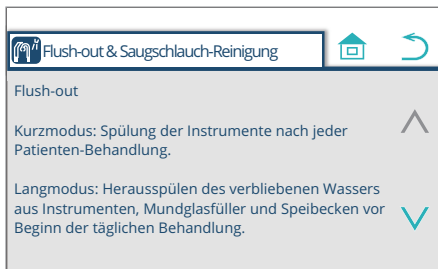 Flush-out & Saugschlauch-Reinigung
Flush-out
Kurzmodus: Spülung der Instrumente nach jeder
Patienten-Behandlung.
Langmodus: Herausspülen des verbliebenen Wassers
aus Instrumenten, Mundglasfüller und Speibecken vor
Beginn der täglichen Behandlung.